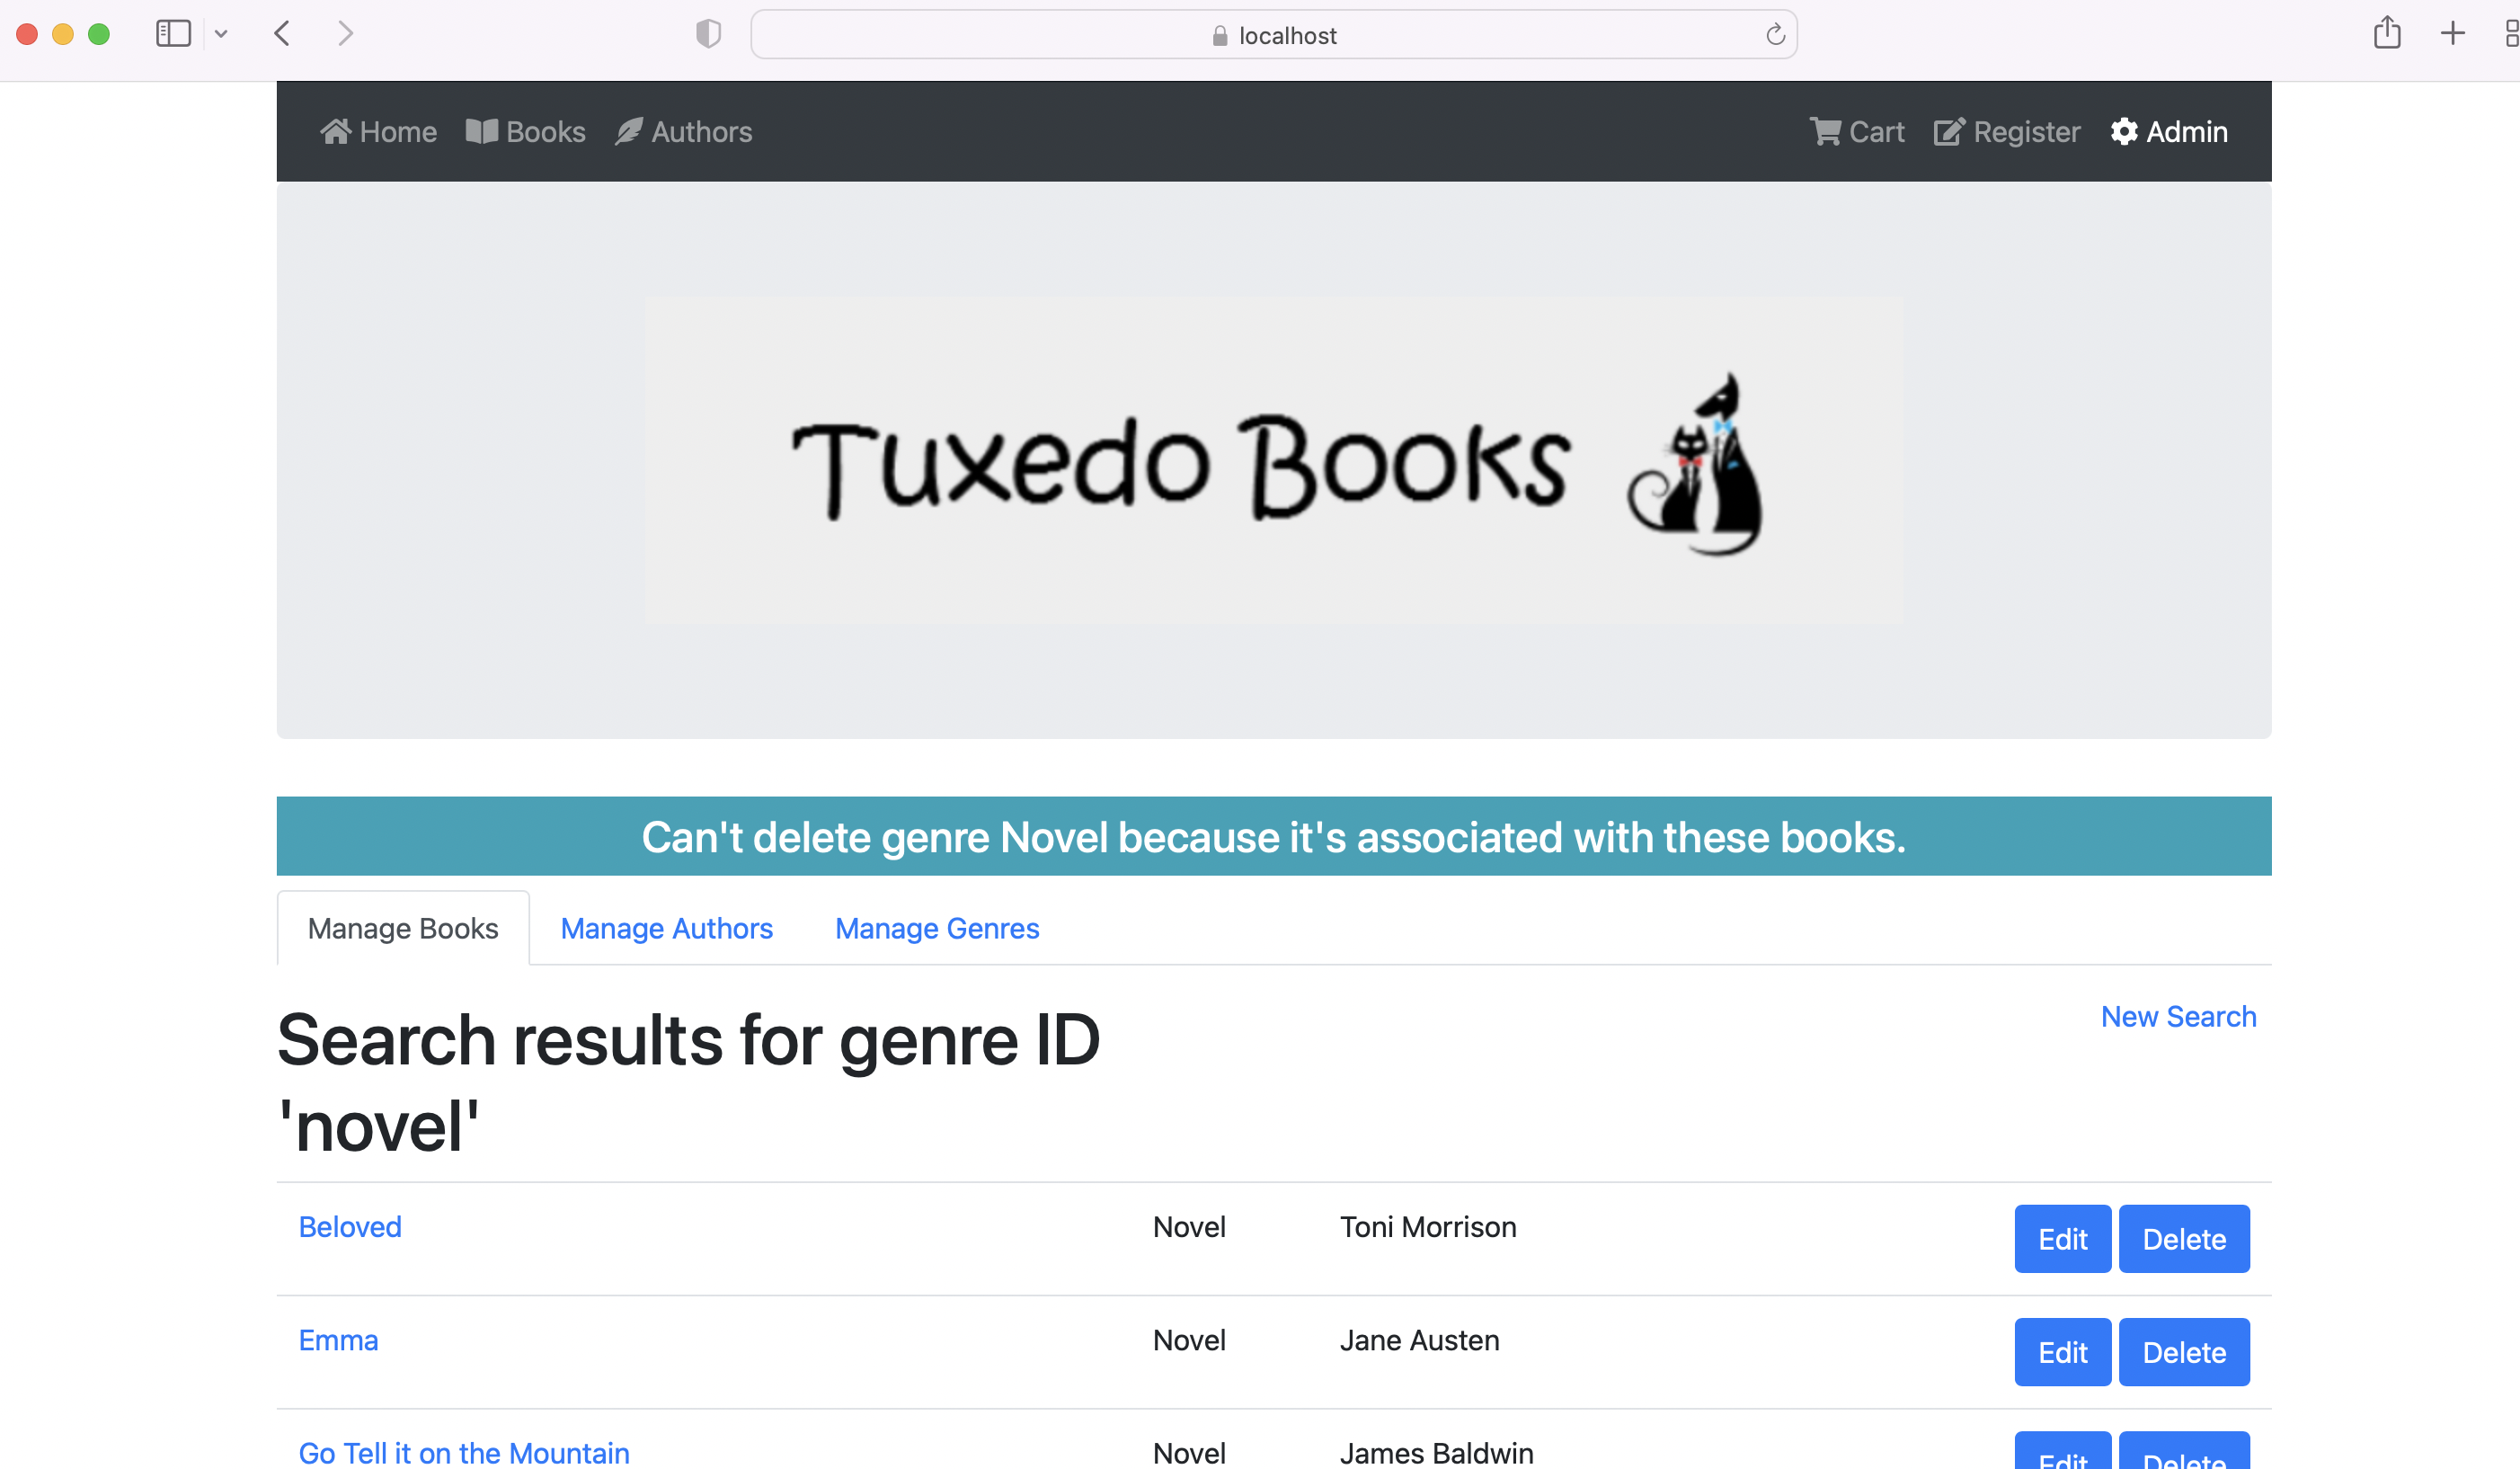 localhost
Home Books Authors Cart Register Admin
Tuxedo Books
Can't delete genre Novel because it's associated with these books.
Manage Books Manage Authors Manage Genres
Search results for genre ID New Search
'novel'
Beloved Novel Toni Morrison Edit Delete
Emma Novel Jane Austen Edit Delete
Go Tell it on the Mountain Novel James Baldwin Edit Delete